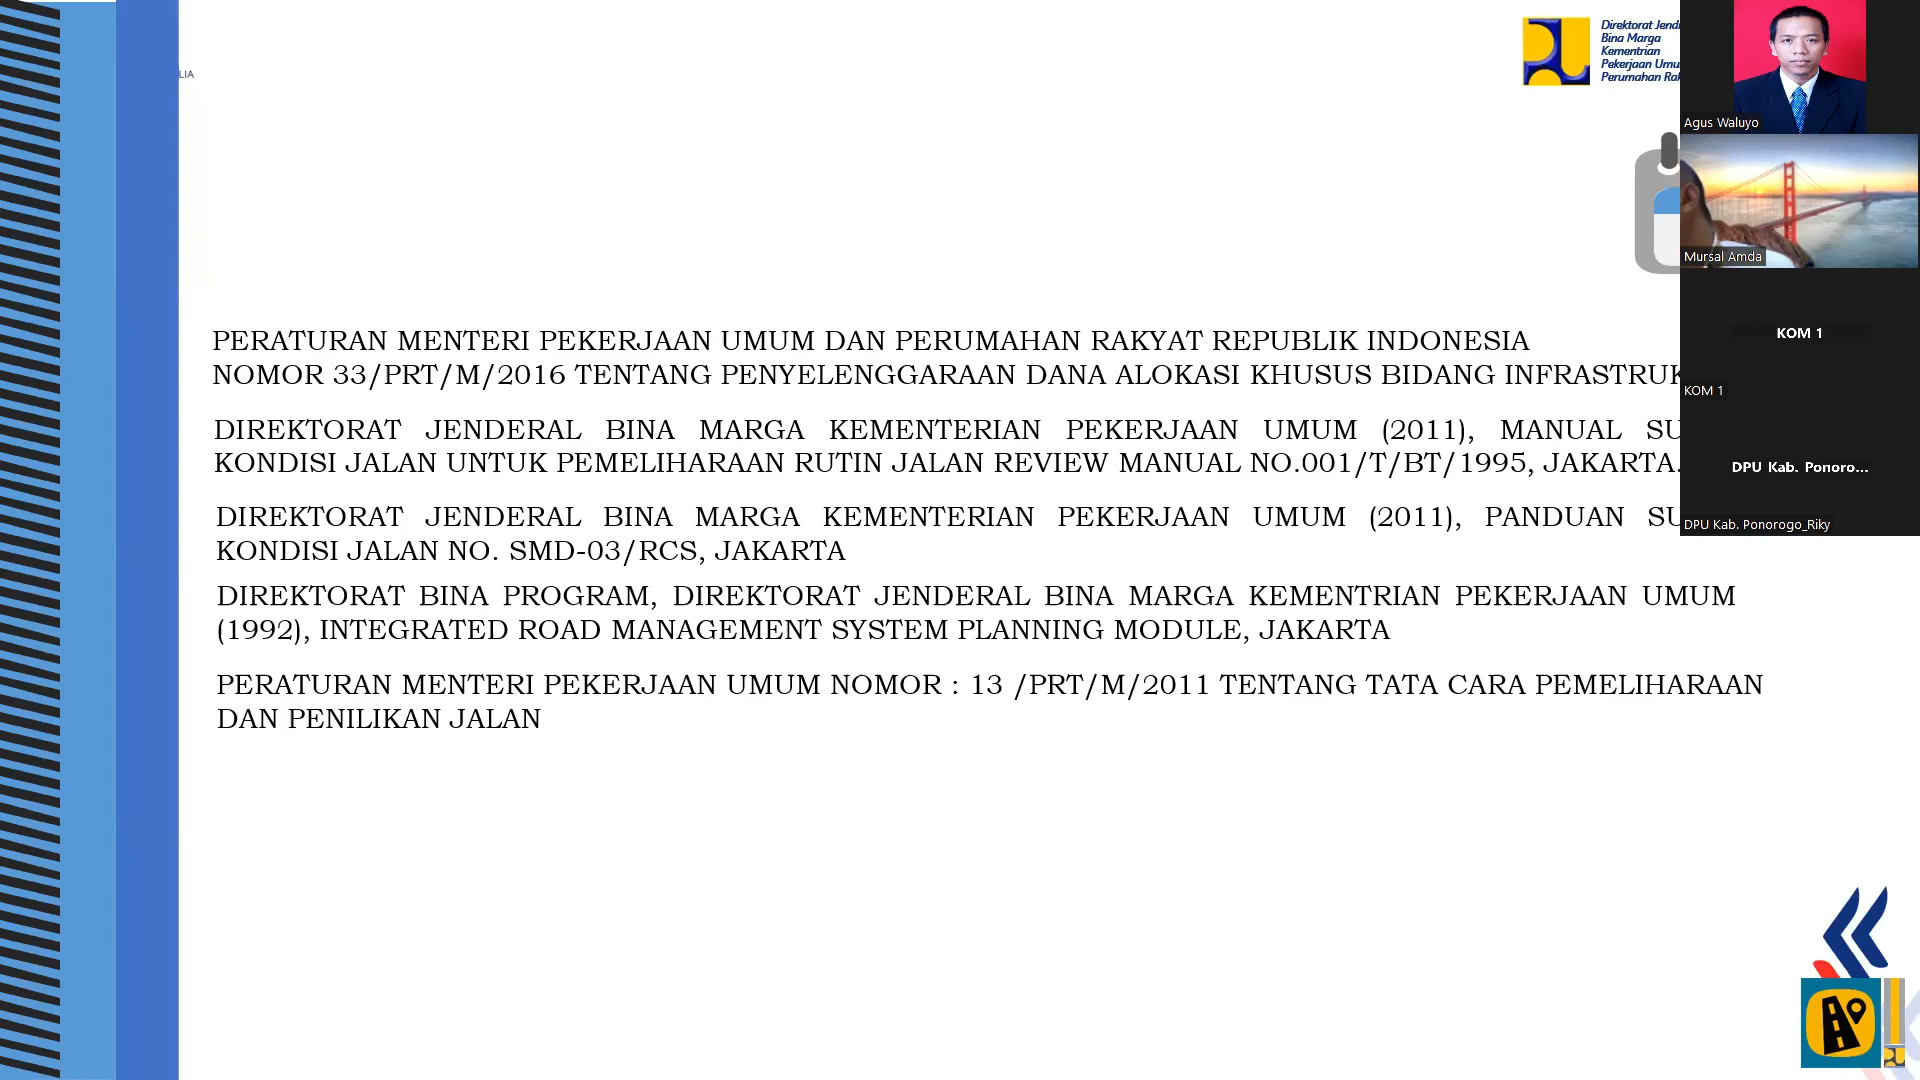 LIA
Direktorat Jend
Bina Marga
Kementrian
Pekerjaan Umu
Perumahan Rak
Agus Waluyo
Mursal Amda
KOM 1
KOM 1
DPU Kab. Ponoro...
DPU Kab. Ponorogo_Riky
PERATURAN MENTERI PEKERJAAN UMUM DAN PERUMAHAN RAKYAT REPUBLIK INDONESIA
NOMOR 33/PRT/M/2016 TENTANG PENYELENGGARAAN DANA ALOKASI KHUSUS BIDANG INFRASTRUK
DIREKTORAT JENDERAL BINA MARGA KEMENTERIAN PEKERJAAN UMUM (2011), MANUAL SU
KONDISI JALAN UNTUK PEMELIHARAAN RUTIN JALAN REVIEW MANUAL NO.001/T/BT/1995, JAKARTA.
DIREKTORAT JENDERAL BINA MARGA KEMENTERIAN PEKERJAAN UMUM (2011), PANDUAN SU
KONDISI JALAN NO. SMD-03/RCS, JAKARTA
DIREKTORAT BINA PROGRAM, DIREKTORAT JENDERAL BINA MARGA KEMENTRIAN PEKERJAAN UMUM
(1992), INTEGRATED ROAD MANAGEMENT SYSTEM PLANNING MODULE, JAKARTA
PERATURAN MENTERI PEKERJAAN UMUM NOMOR : 13 /PRT/M/2011 TENTANG TATA CARA PEMELIHARAAN
DAN PENILIKAN JALAN